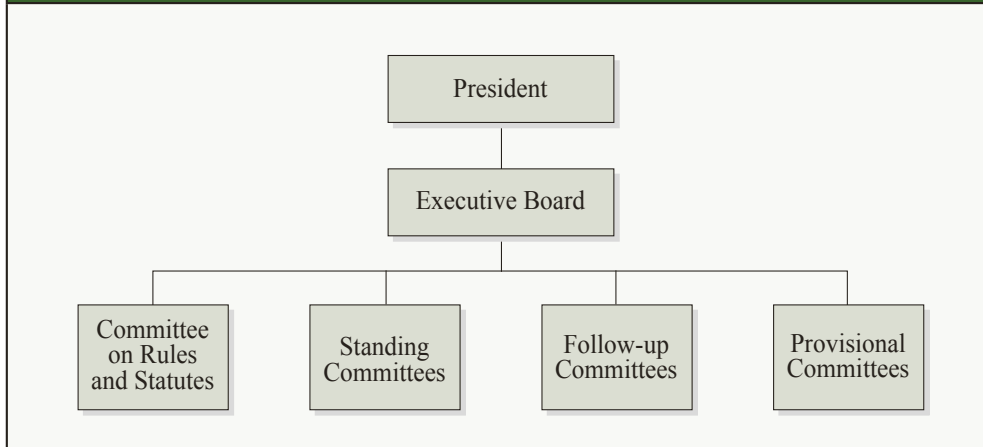 President
Executive Board
Committee
on Rules
and Statutes
Standing
Committees
Follow-up
Committees
Provisional
Committees